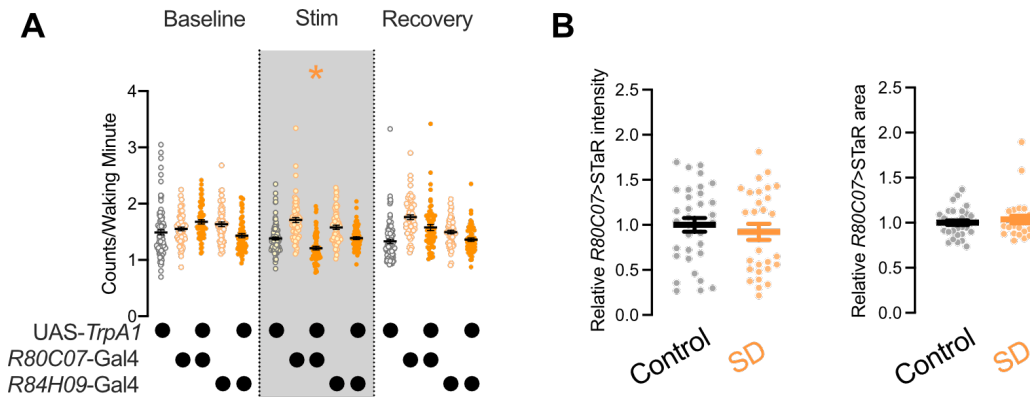 A
Baseline Stim Recovery
*
Counts/Waking Minute
4
3
2
1
0
UAS-TrpA1
R80C07-Gal4
R84H09-Gal4
B
Relative R80C07>STaR intensity
2.5
2.0
1.5
1.0
0.5
0.0
Control SD
Relative R80C07>STaR area
2.5
2.0
1.5
1.0
0.5
0.0
Control SD